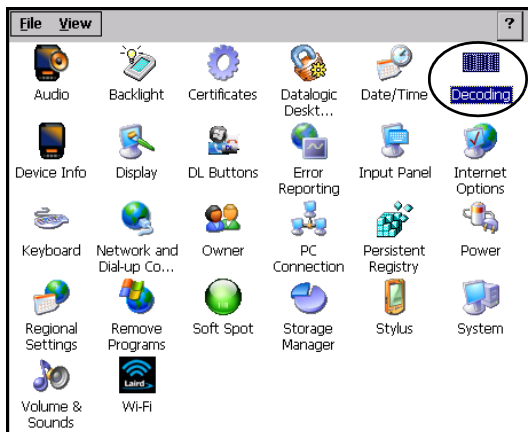 File View ?
Audio Backlight Certificates Datalogic Deskt... Date/Time Decoding
Device Info Display DL Buttons Error Reporting Input Panel Internet Options
Keyboard Network and Dial-up Co... Owner PC Connection Persistent Registry Power
Regional Settings Remove Programs Soft Spot Storage Manager Stylus System
Laird
Volume & Sounds Wi-Fi